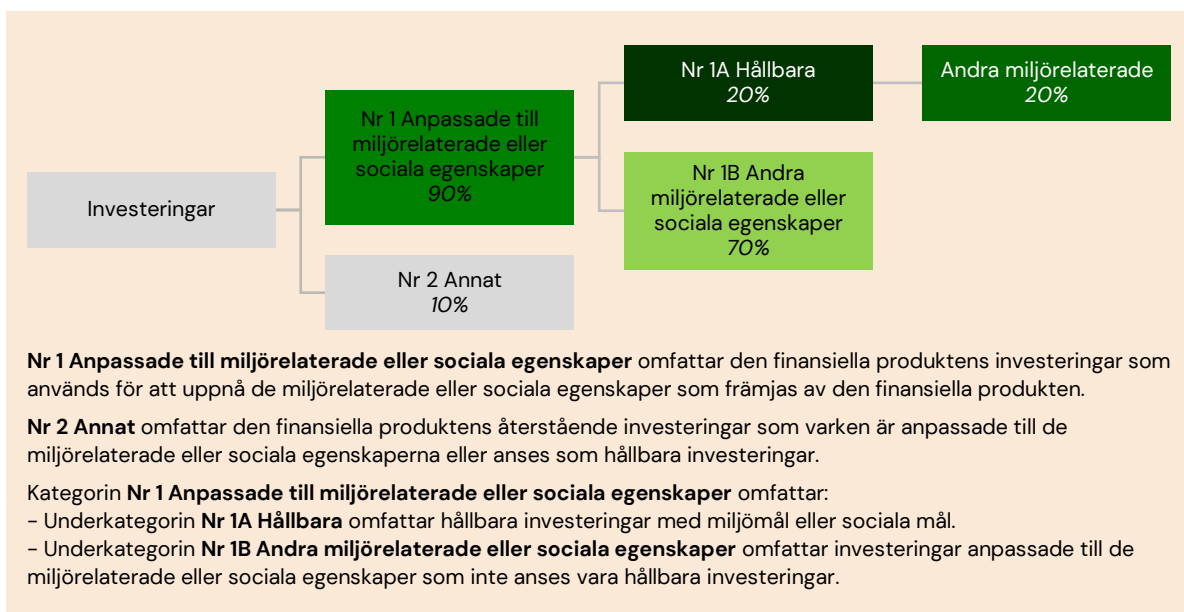 Investeringar
Nr 1 Anpassade till
miljörelaterade eller
sociala egenskaper
90%
Nr 2 Annat
10%
Nr 1A Hållbara
20%
Nr 1B Andra
miljörelaterade eller
sociala egenskaper
70%
Andra miljörelaterade
20%
Nr 1 Anpassade till miljörelaterade eller sociala egenskaper omfattar den finansiella produktens investeringar som
används för att uppnå de miljörelaterade eller sociala egenskaper som främjas av den finansiella produkten.
Nr 2 Annat omfattar den finansiella produktens återstående investeringar som varken är anpassade till de
miljörelaterade eller sociala egenskaperna eller anses som hållbara investeringar.
Kategorin Nr 1 Anpassade till miljörelaterade eller sociala egenskaper omfattar:
– Underkategorin Nr 1A Hållbara omfattar hållbara investeringar med miljömål eller sociala mål.
– Underkategorin Nr 1B Andra miljörelaterade eller sociala egenskaper omfattar investeringar anpassade till de
miljörelaterade eller sociala egenskaper som inte anses vara hållbara investeringar.